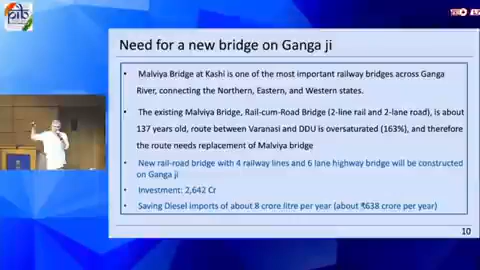 pib
Need for a new bridge on Ganga ji
• Malviya Bridge at Kashi is one of the most important railway bridges across Ganga
River, connecting the Northern, Eastern, and Western states.
• The existing Malviya Bridge, Rail-cum-Road Bridge (2-line rail and 2-lane road), is about
137 years old, route between Varanasi and DDU is oversaturated (163%), and therefore
the route needs replacement of Malviya bridge
• New rail-road bridge with 4 railway lines and 6 lane highway bridge will be constructed
on Ganga ji
• Investment: 2,642 Cr
• Saving Diesel imports of about 8 crore litre per year (about ₹638 crore per year)
10